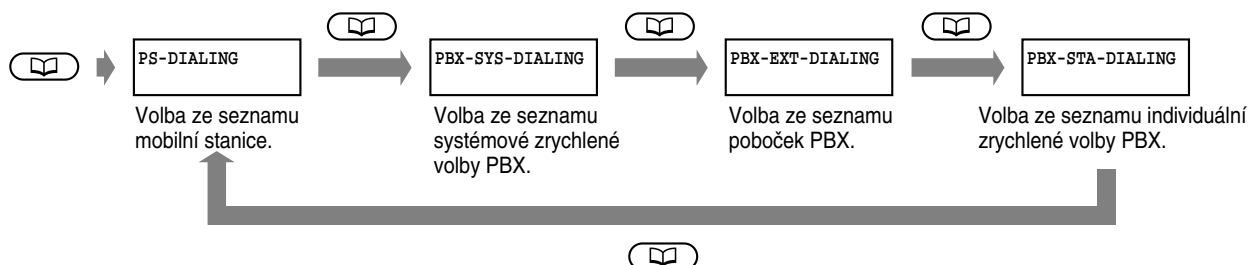 PS-DIALING
Volba ze seznamu
mobilní stanice.
PBX-SYS-DIALING
Volba ze seznamu
systémové zrychlené
volby PBX.
PBX-EXT-DIALING
Volba ze seznamu
poboček PBX.
PBX-STA-DIALING
Volba ze seznamu individuální
zrychlené volby PBX.